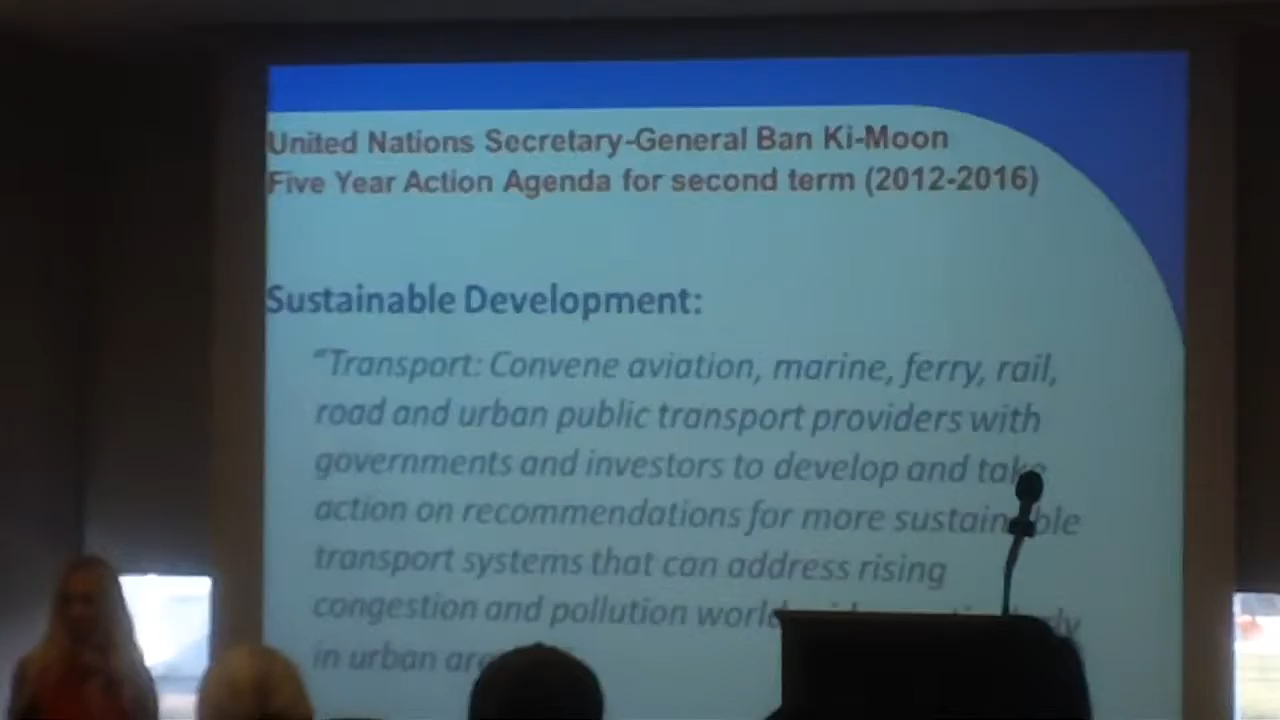 United Nations Secretary-General Ban Ki-Moon
Five Year Action Agenda for second term (2012-2016)
Sustainable Development:
"Transport: Convene aviation, marine, ferry, rail,
road and urban public transport providers with
governments and investors to develop and take
action on recommendations for more sustainable
transport systems that can address rising
congestion and pollution
in urban